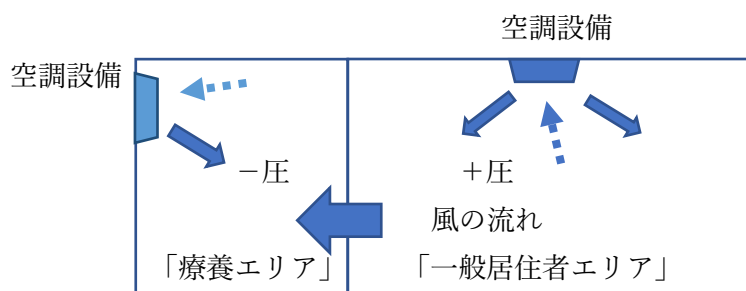 空調設備
空調設備
－圧
＋圧
風の流れ
「療養エリア」
「一般居住者エリア」